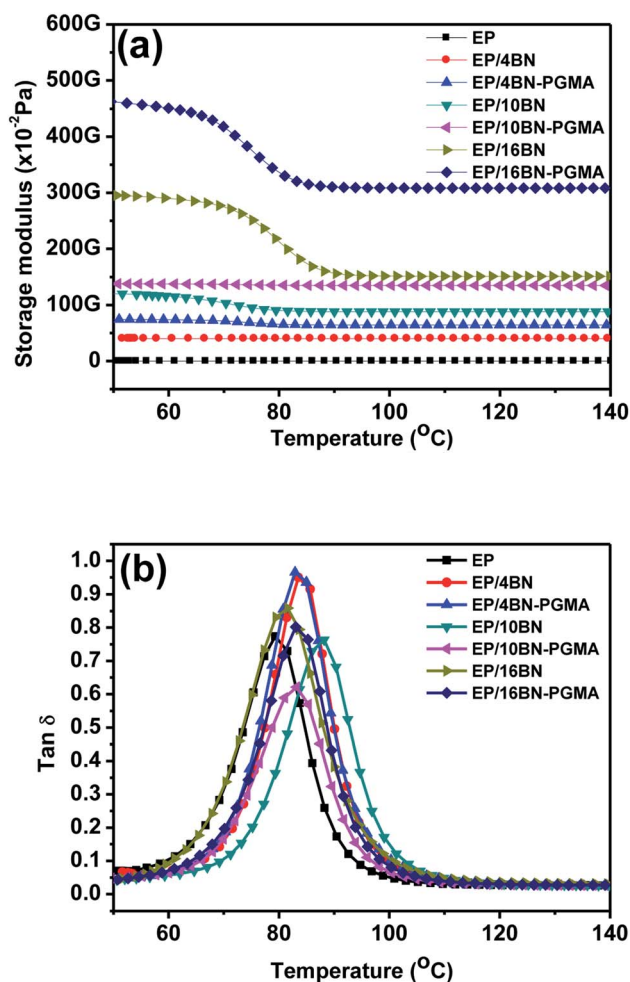 (a)
EP
EP/4BN
EP/4BN-PGMA
EP/10BN
EP/10BN-PGMA
EP/16BN
EP/16BN-PGMA
Storage modulus (x10⁻²Pa)
600G
500G
400G
300G
200G
100G
0
60 80 100 120 140
Temperature (°C)
(b)
EP
EP/4BN
EP/4BN-PGMA
EP/10BN
EP/10BN-PGMA
EP/16BN
EP/16BN-PGMA
Tan δ
1.0
0.9
0.8
0.7
0.6
0.5
0.4
0.3
0.2
0.1
0.0
60 80 100 120 140
Temperature (°C)